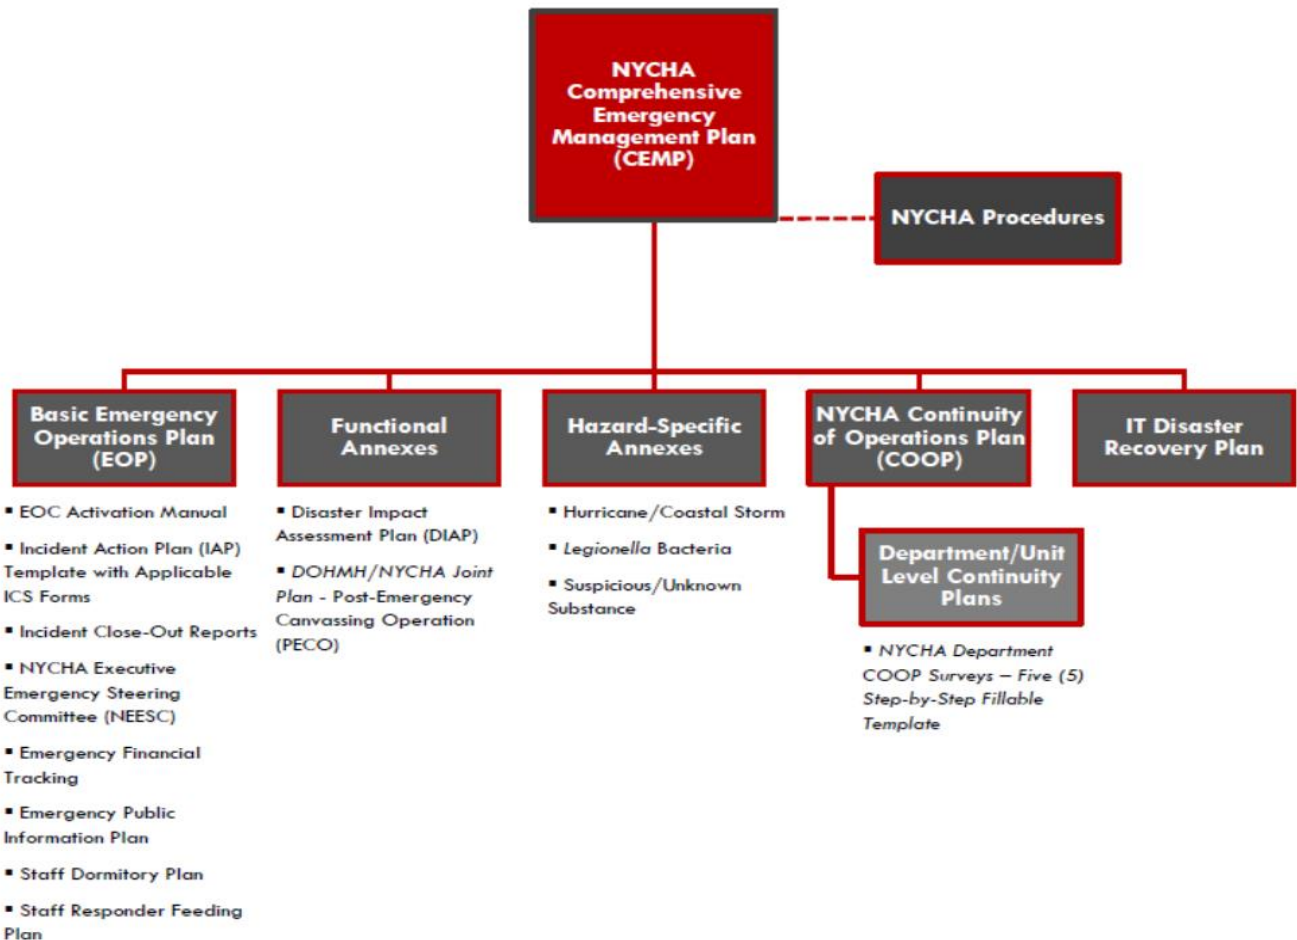 NYCHA
Comprehensive
Emergency
Management Plan
(CEMP)
NYCHA Procedures
Basic Emergency
Operations Plan
(EOP)
▪ EOC Activation Manual
▪ Incident Action Plan (IAP)
Template with Applicable
ICS Forms
▪ Incident Close-Out Reports
▪ NYCHA Executive
Emergency Steering
Committee (NEESC)
▪ Emergency Financial
Tracking
▪ Emergency Public
Information Plan
▪ Staff Dormitory Plan
▪ Staff Responder Feeding
Plan
Functional
Annexes
▪ Disaster Impact
Assessment Plan (DIAP)
▪ DOHMH/NYCHA Joint
Plan - Post-Emergency
Canvassing Operation
(PECO)
Hazard-Specific
Annexes
▪ Hurricane/Coastal Storm
▪ Legionella Bacteria
▪ Suspicious/Unknown
Substance
NYCHA Continuity
of Operations Plan
(COOP)
Department/Unit
Level Continuity
Plans
▪ NYCHA Department
COOP Surveys – Five (5)
Step-by-Step Fillable
Template
IT Disaster
Recovery Plan